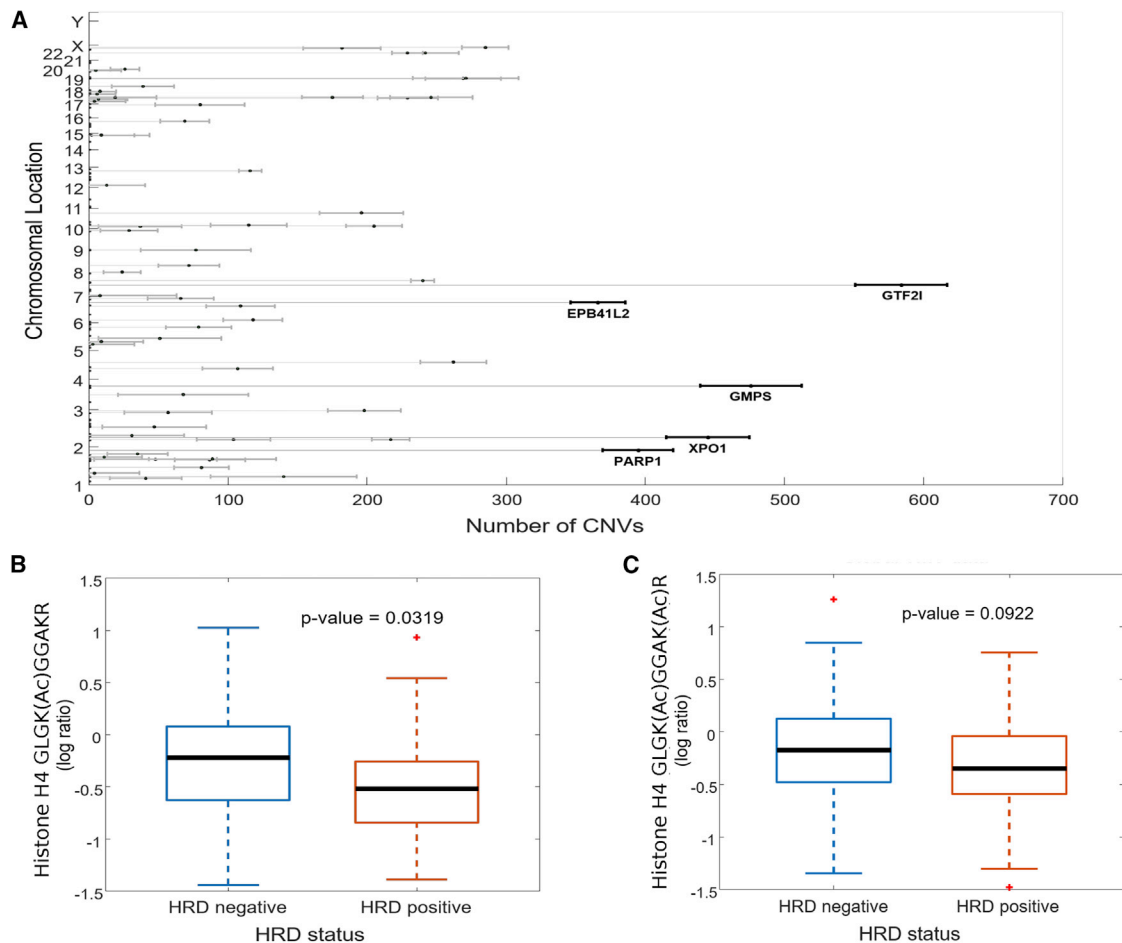 A
Y
X
22
21
20
19
18
17
16
15
14
13
12
11
10
9
8
7
6
5
4
3
2
1
Chromosomal Location
GTF2I
EPB41L2
GMPS
XPO1
PARP1
0 100 200 300 400 500 600 700
Number of CNVs
B
1.5
1
0.5
0
-0.5
-1
-1.5
Histone H4 GLGK(Ac)GGAKR
(log ratio)
p-value = 0.0319
HRD negative HRD positive
HRD status
C
1.5
1
0.5
0
-0.5
-1
-1.5
Histone H4 GLGK(Ac)GGAK(Ac)R
(log ratio)
p-value = 0.0922
HRD negative HRD positive
HRD status